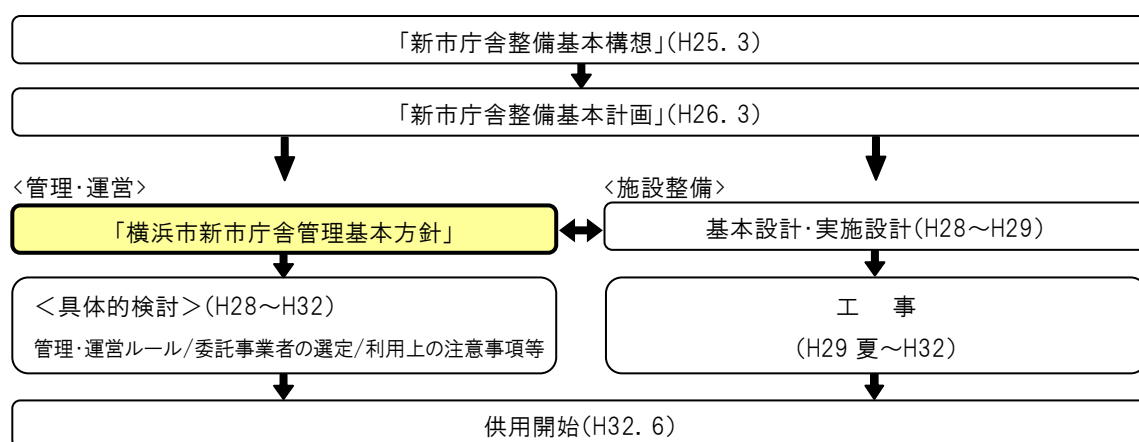 「新市庁舎整備基本構想」(H25.3)
「新市庁舎整備基本計画」(H26.3)
<管理・運営>
<施設整備>
「横浜市新市庁舎管理基本方針」
基本設計・実施設計(H28～H29)
＜具体的検討＞(H28～H32)
管理・運営ルール/委託事業者の選定/利用上の注意事項等
工　事
(H29 夏～H32)
供用開始(H32.6)